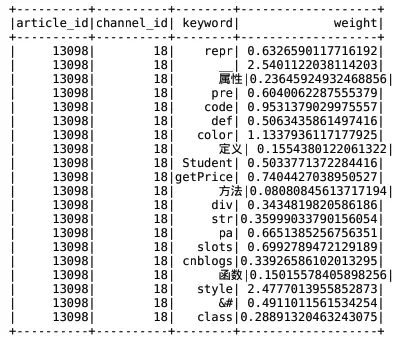 +----------+----------+--------+-------------------+
|article_id|channel_id| keyword|             weight|
+----------+----------+--------+-------------------+
|     13098|        18|    repr| 0.6326590117716192|
|     13098|        18|      __| 2.5401122038114203|
|     13098|        18|      属性|0.23645924932468856|
|     13098|        18|     pre| 0.6040062287555379|
|     13098|        18|    code| 0.9531379029975557|
|     13098|        18|     def| 0.5063435861497416|
|     13098|        18|   color| 1.1337936117177925|
|     13098|        18|      定义| 0.1554380122061322|
|     13098|        18| Student| 0.5033771372284416|
|     13098|        18|getPrice| 0.7404427038950527|
|     13098|        18|      方法|0.08080845613717194|
|     13098|        18|     div| 0.3434819820586186|
|     13098|        18|     str|0.35999033790156054|
|     13098|        18|      pa| 0.6651385256756351|
|     13098|        18|   slots| 0.6992789472129189|
|     13098|        18| cnblogs|0.33926586102013295|
|     13098|        18|      函数|0.15015578405898256|
|     13098|        18|   style| 2.4777013955852873|
|     13098|        18|      &#| 0.4911011561534254|
|     13098|        18|   class|0.28891320463243075|
+----------+----------+--------+-------------------+